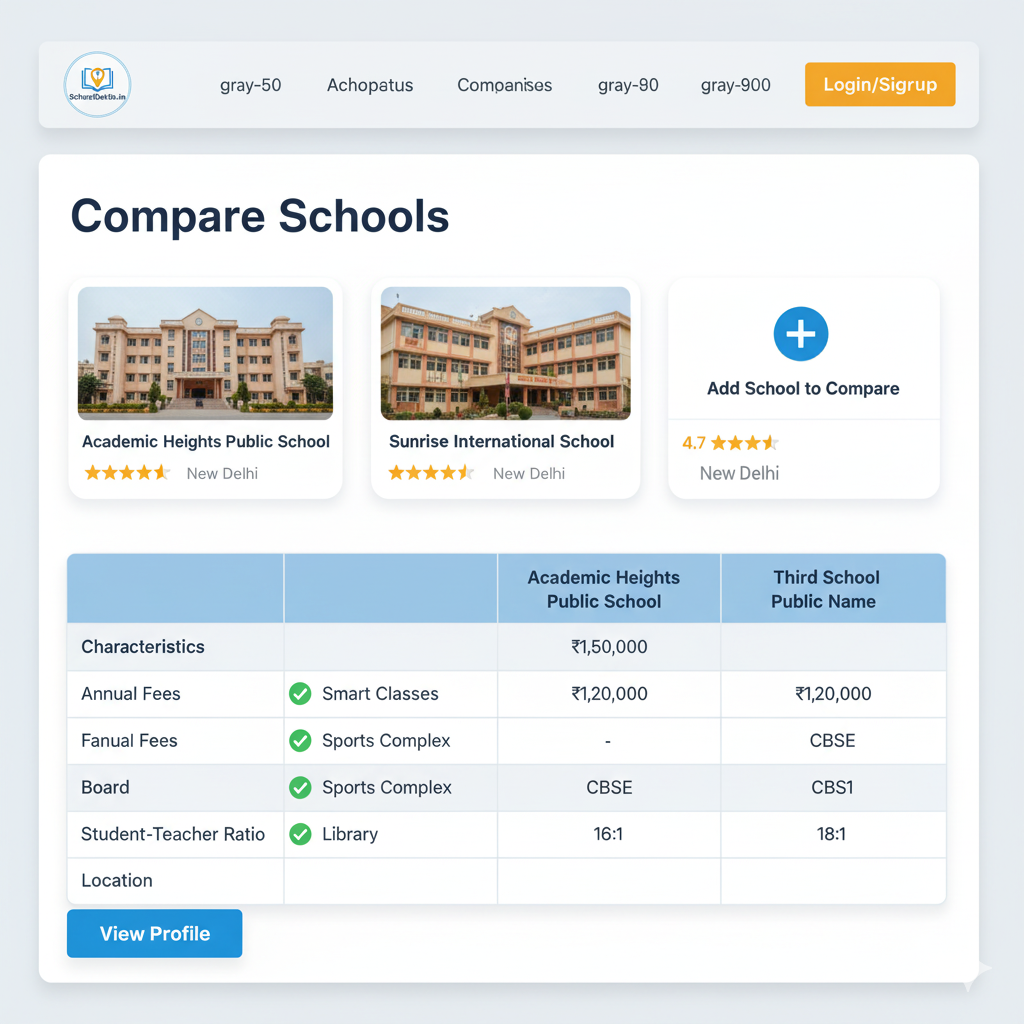 gray-50
Achopatus
Companises
gray-90
gray-900
Login/Sigrup
Compare Schools
Academic Heights Public School
New Delhi
Sunrise International School
New Delhi
Add School to Compare
4.7
New Delhi
Academic Heights
Public School
Third School
Public Name
Characteristics
₹1,50,000
Annual Fees
Smart Classes
₹1,20,000
₹1,20,000
Fanual Fees
Sports Complex
-
CBSE
Board
Sports Complex
CBSE
CBS1
Student-Teacher Ratio
Library
16:1
18:1
Location
View Profile